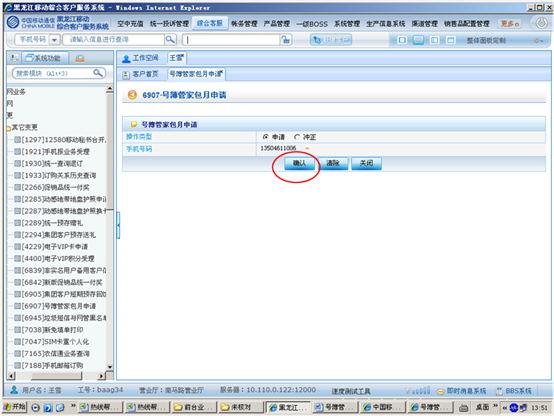 黑龙江移动综合客户服务系统 - Windows Internet Explorer
中国移动通信 CHINA MOBILE 黑龙江移动 综合客户服务系统
空中充值 统一投诉管理 综合客服 帐务管理 产品管理 一级BOSS 系统管理 生产信息系统 渠道管理 销售品配置管理 更多
手机号码 请输入信息进行查询 整体面板定制
系统功能 工作空间 王雪
搜索模块 (Alt+3) 客户首页 号簿管家包月申请
网业务
网
更
其它变更
[1297]12580移动秘书台开
[1921]手机报业务受理
[1930]统一查询退订
[1933]订购关系历史查询
[2266]促销品统一付奖
[2285]动感地带地盘护照申
[2287]动感地带地盘护照换卡
[2289]统一预存赠礼
[2294]集团客户预存送礼
[4229]电子VIP卡申请
[4400]电子VIP积分受理
[6839]非实名用户备用客户信
[6842]新版促销品统一付奖
[6905]集团客户短期预存回馈
[6907]号簿管家包月申请
[6945]垃圾短信与网管黑名单
[7038]新免填单打印
[7047]SIM卡置个人化
[7165]农信通业务查询
[7188]手机邮箱订购
6907-号簿管家包月申请
号簿管家包月申请
操作类型 申请 冲正
手机号码 13504611006
确认 清除 关闭
用户名：王雪 工号：baag34 营业厅：南马路营业厅 服务器：10.110.0.122:12000 速度测试工具 即时消息系统 BBS系统
开始 热线帮... 热线帮... 前台业... 未核对 黑龙江... 号簿管... 中国移... 号簿管... 桌面 13:51